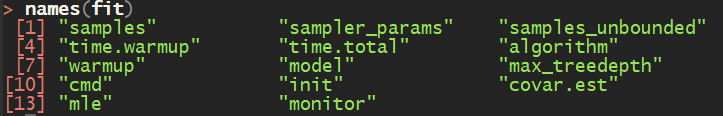 > names(fit)
[1] "samples" "sampler_params" "samples_unbounded"
[4] "time.warmup" "time.total" "algorithm"
[7] "warmup" "model" "max_treedepth"
[10] "cmd" "init" "covar.est"
[13] "mle" "monitor"